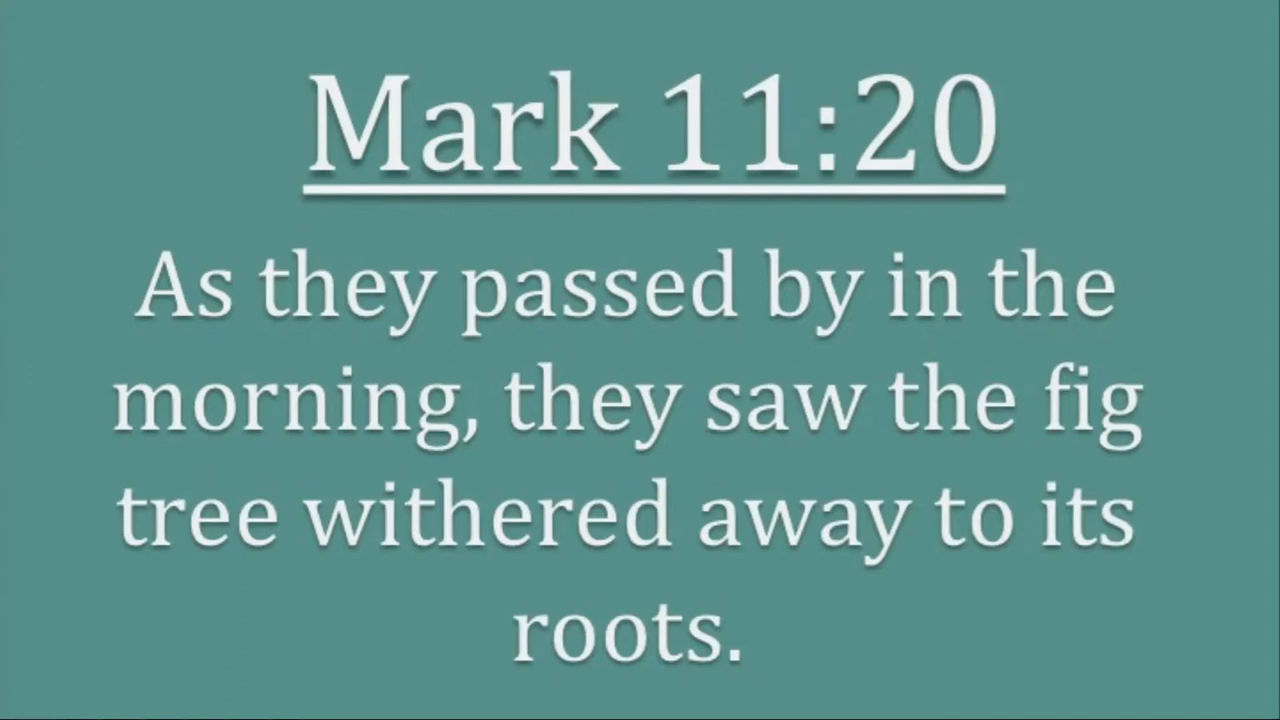 Mark 11:20
As they passed by in the
morning, they saw the fig
tree withered away to its
roots.